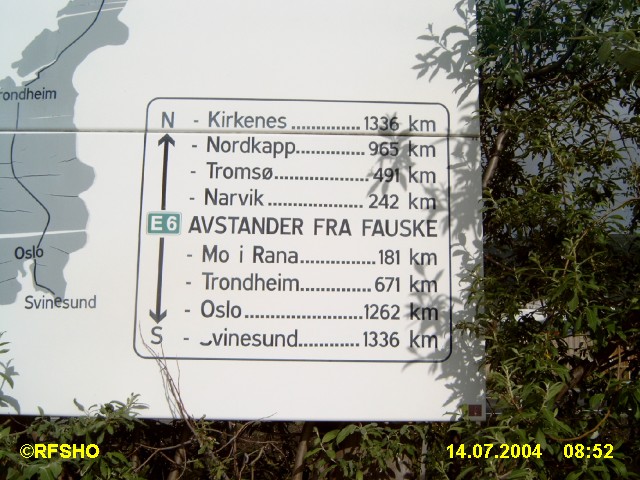 rondheim
Oslo
Svinesund
N - Kirkenes .............. 1336 km
- Nordkapp .............. 965 km
- Tromsø .................. 491 km
- Narvik .................... 242 km
E6 AVSTANDER FRA FAUSKE
- Mo i Rana ............... 181 km
- Trondheim ............... 671 km
- Oslo ........................ 1262 km
S - Svinesund ............ 1336 km
©RFSHO 14.07.2004 08:52